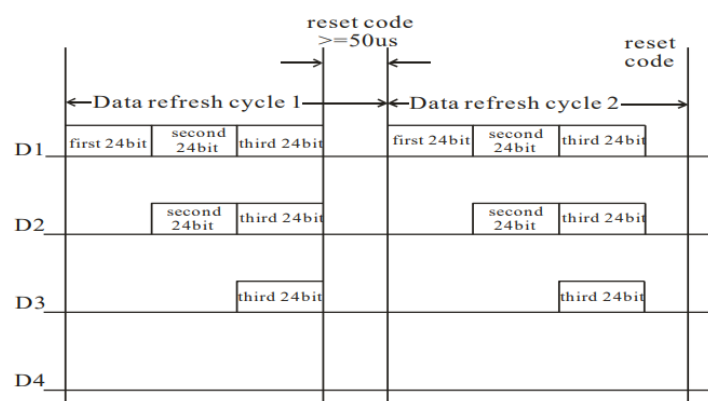 reset code
>=50us
reset
code
Data refresh cycle 1
Data refresh cycle 2
D1
first 24bit
second
24bit
third 24bit
first 24bit
second
24bit
third 24bit
D2
second
24bit
third 24bit
second
24bit
third 24bit
D3
third 24bit
third 24bit
D4